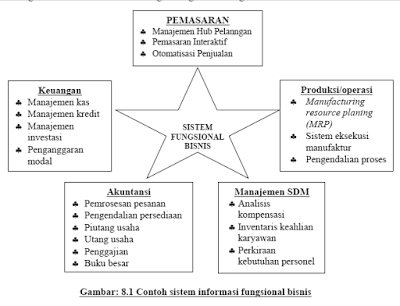 PEMASARAN
Manajemen Hub Pelanngan
Pemasaran Interaktif
Otomatisasi Penjualan
Keuangan
Manajemen kas
Manajemen kredit
Manajemen
investasi
Penganggaran
modal
SISTEM
FUNGSIONAL
BISNIS
Produksi/operasi
Manufacturing
resource planing
(MRP)
Sistem eksekusi
manufaktur
Pengendalian proses
Akuntansi
Pemrosesan pesanan
Pengendalian persediaan
Piutang usaha
Utang usaha
Penggajian
Buku besar
Manajemen SDM
Analisis
kompensasi
Inventaris keahlian
karyawan
Perkiraan
kebutuhan personel
Gambar: 8.1 Contoh sistem informasi fungsional bisnis